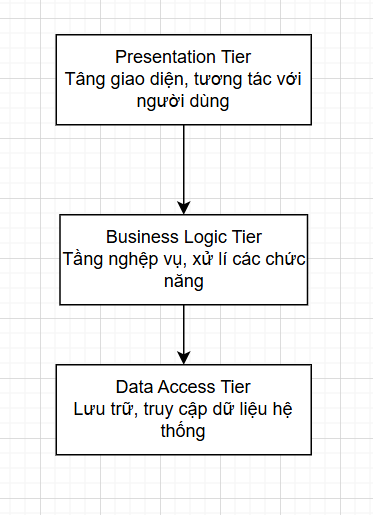 Presentation Tier
Tâng giao diện, tương tác với
người dùng
Business Logic Tier
Tầng nghệp vụ, xử lí các chức
năng
Data Access Tier
Lưu trữ, truy cập dữ liệu hệ
thống